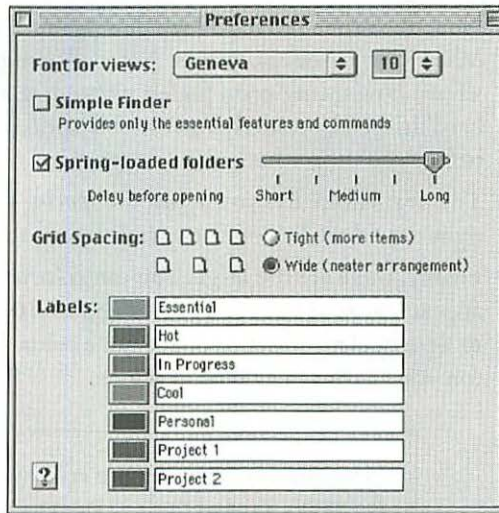 Preferences
Font for views: Geneva 10
Simple Finder
Provides only the essential features and commands
Spring-loaded folders
Delay before opening Short Medium Long
Grid Spacing: Tight (more items)
Wide (neater arrangement)
Labels: Essential
Hot
In Progress
Cool
Personal
Project 1
Project 2
?